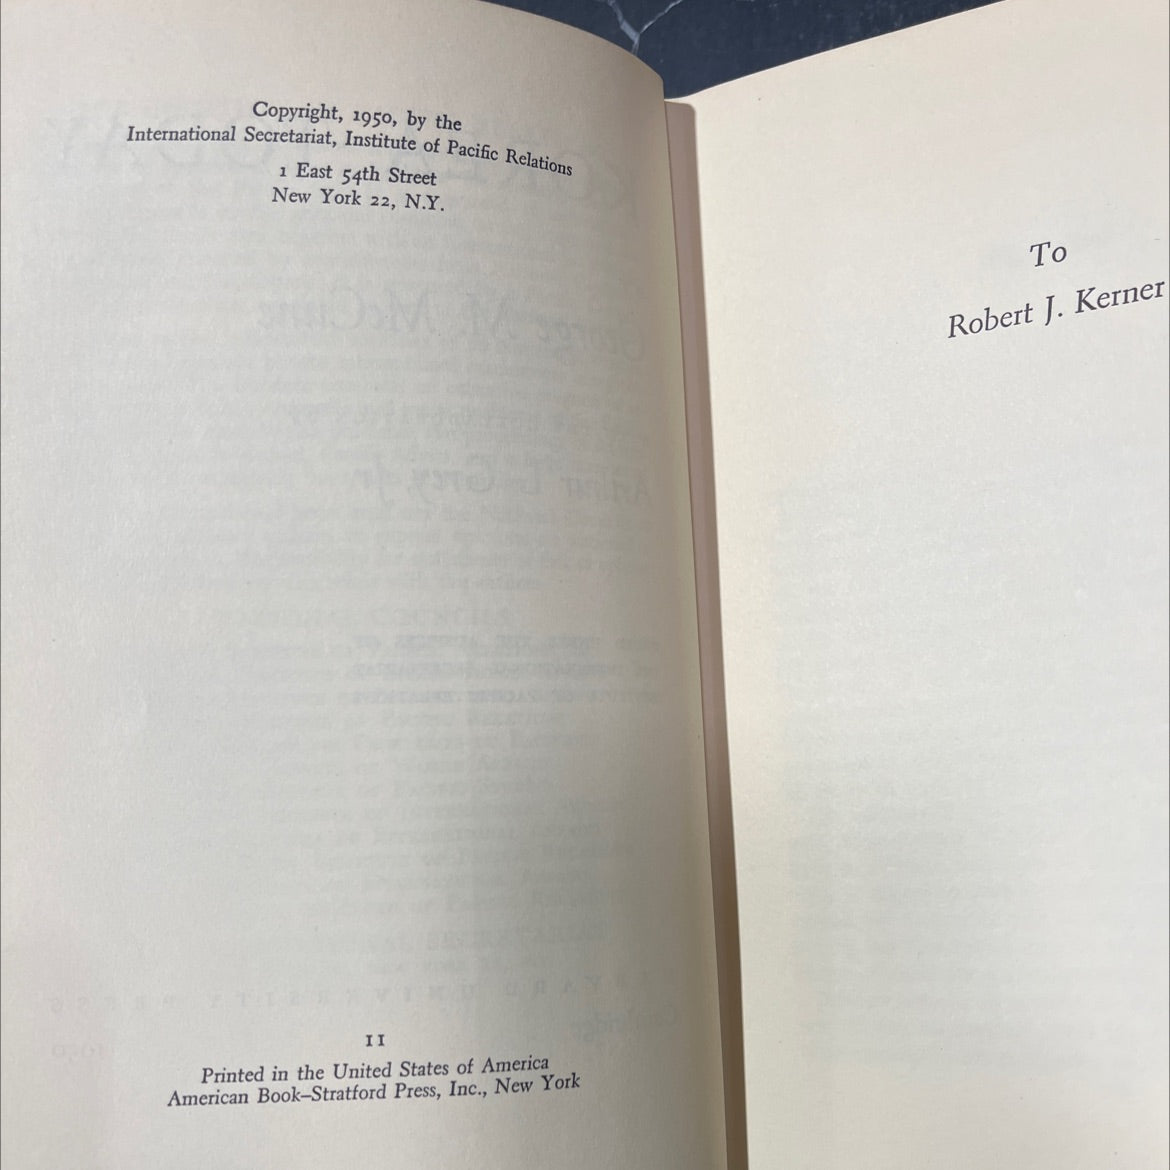 Copyright, 1950, by the
International Secretariat, Institute of Pacific Relations
1 East 54th Street
New York 22, N.Y.
II
Printed in the United States of America
American Book–Stratford Press, Inc., New York
To
Robert J. Kerner